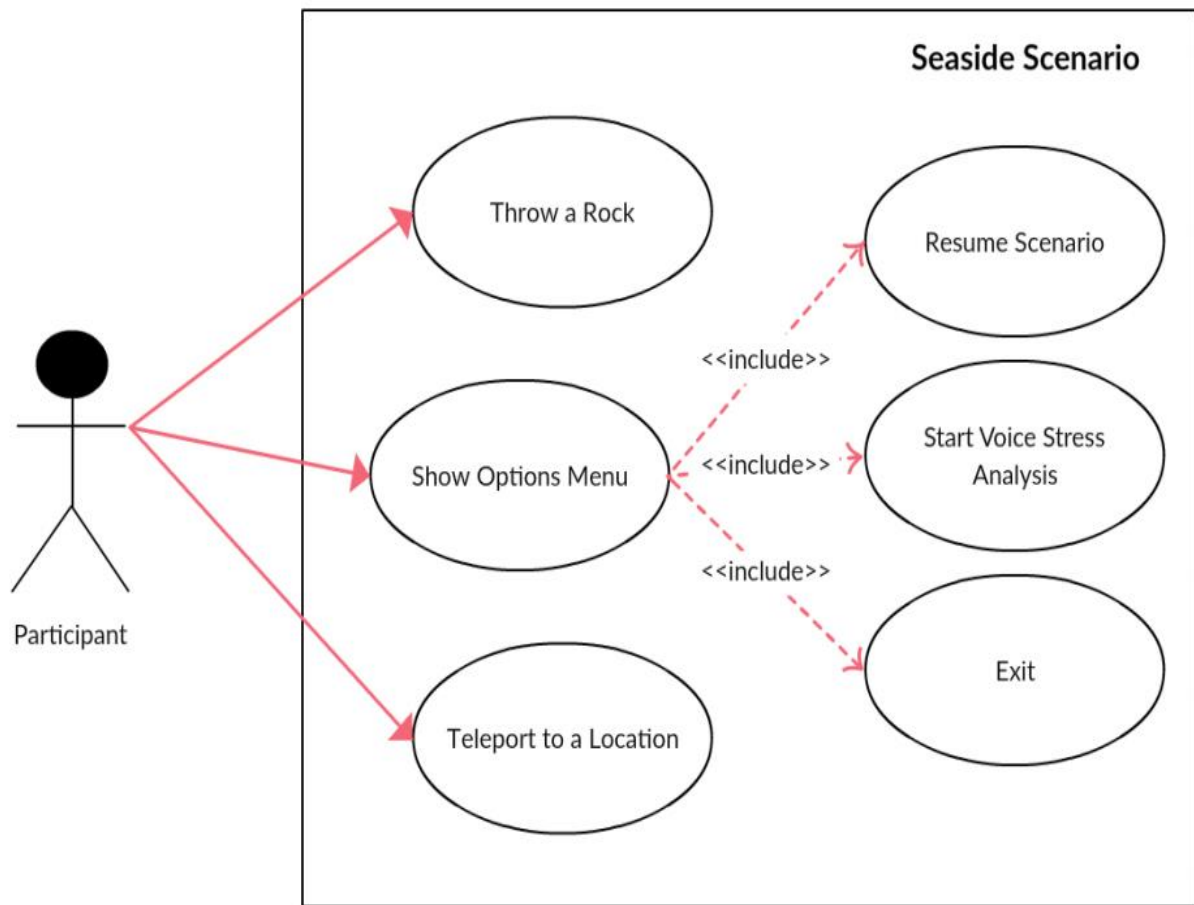 Seaside Scenario
Throw a Rock
Resume Scenario
<<include>>
Start Voice Stress
Analysis
<<include>>
Show Options Menu
<<include>>
Exit
Participant
Teleport to a Location